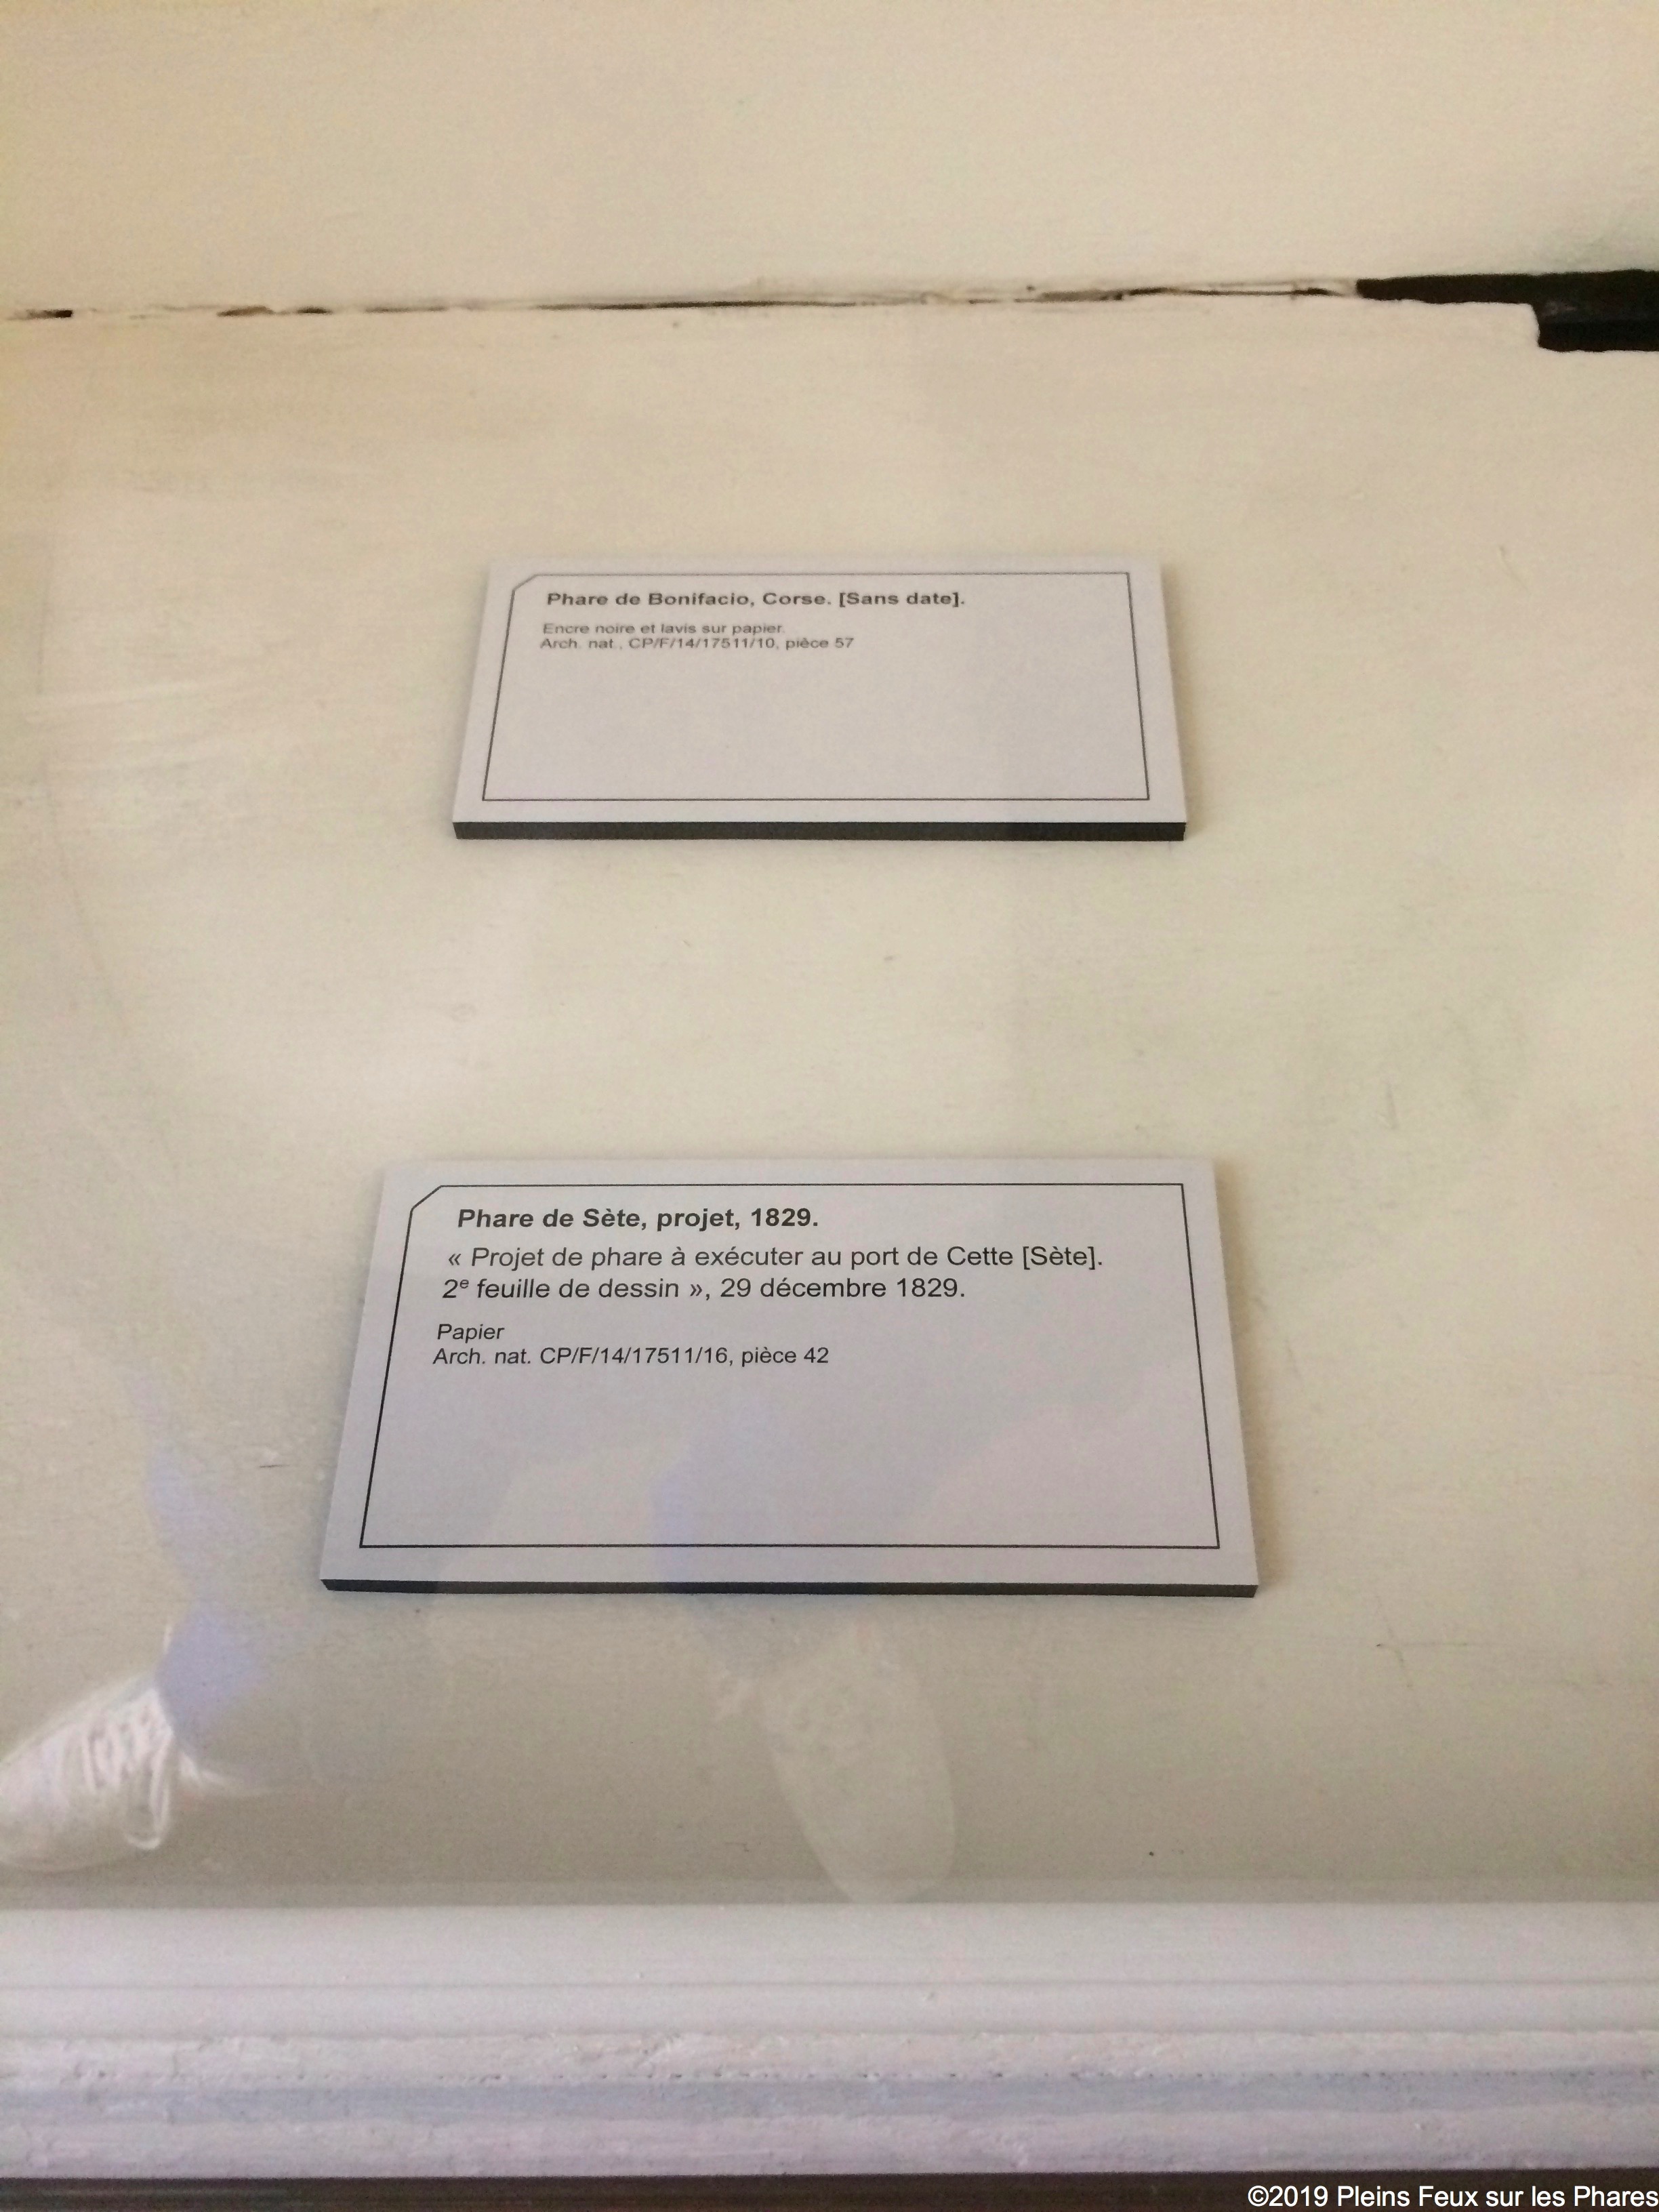 Phare de Bonifacio, Corse. [Sans date].
Encre noire et lavis sur papier.
Arch. nat., CP/F/14/17511/10, pièce 57
Phare de Sète, projet, 1829.
« Projet de phare à exécuter au port de Cette [Sète].
2e feuille de dessin », 29 décembre 1829.
Papier
Arch. nat. CP/F/14/17511/16, pièce 42
©2019 Pleins Feux sur les Phares